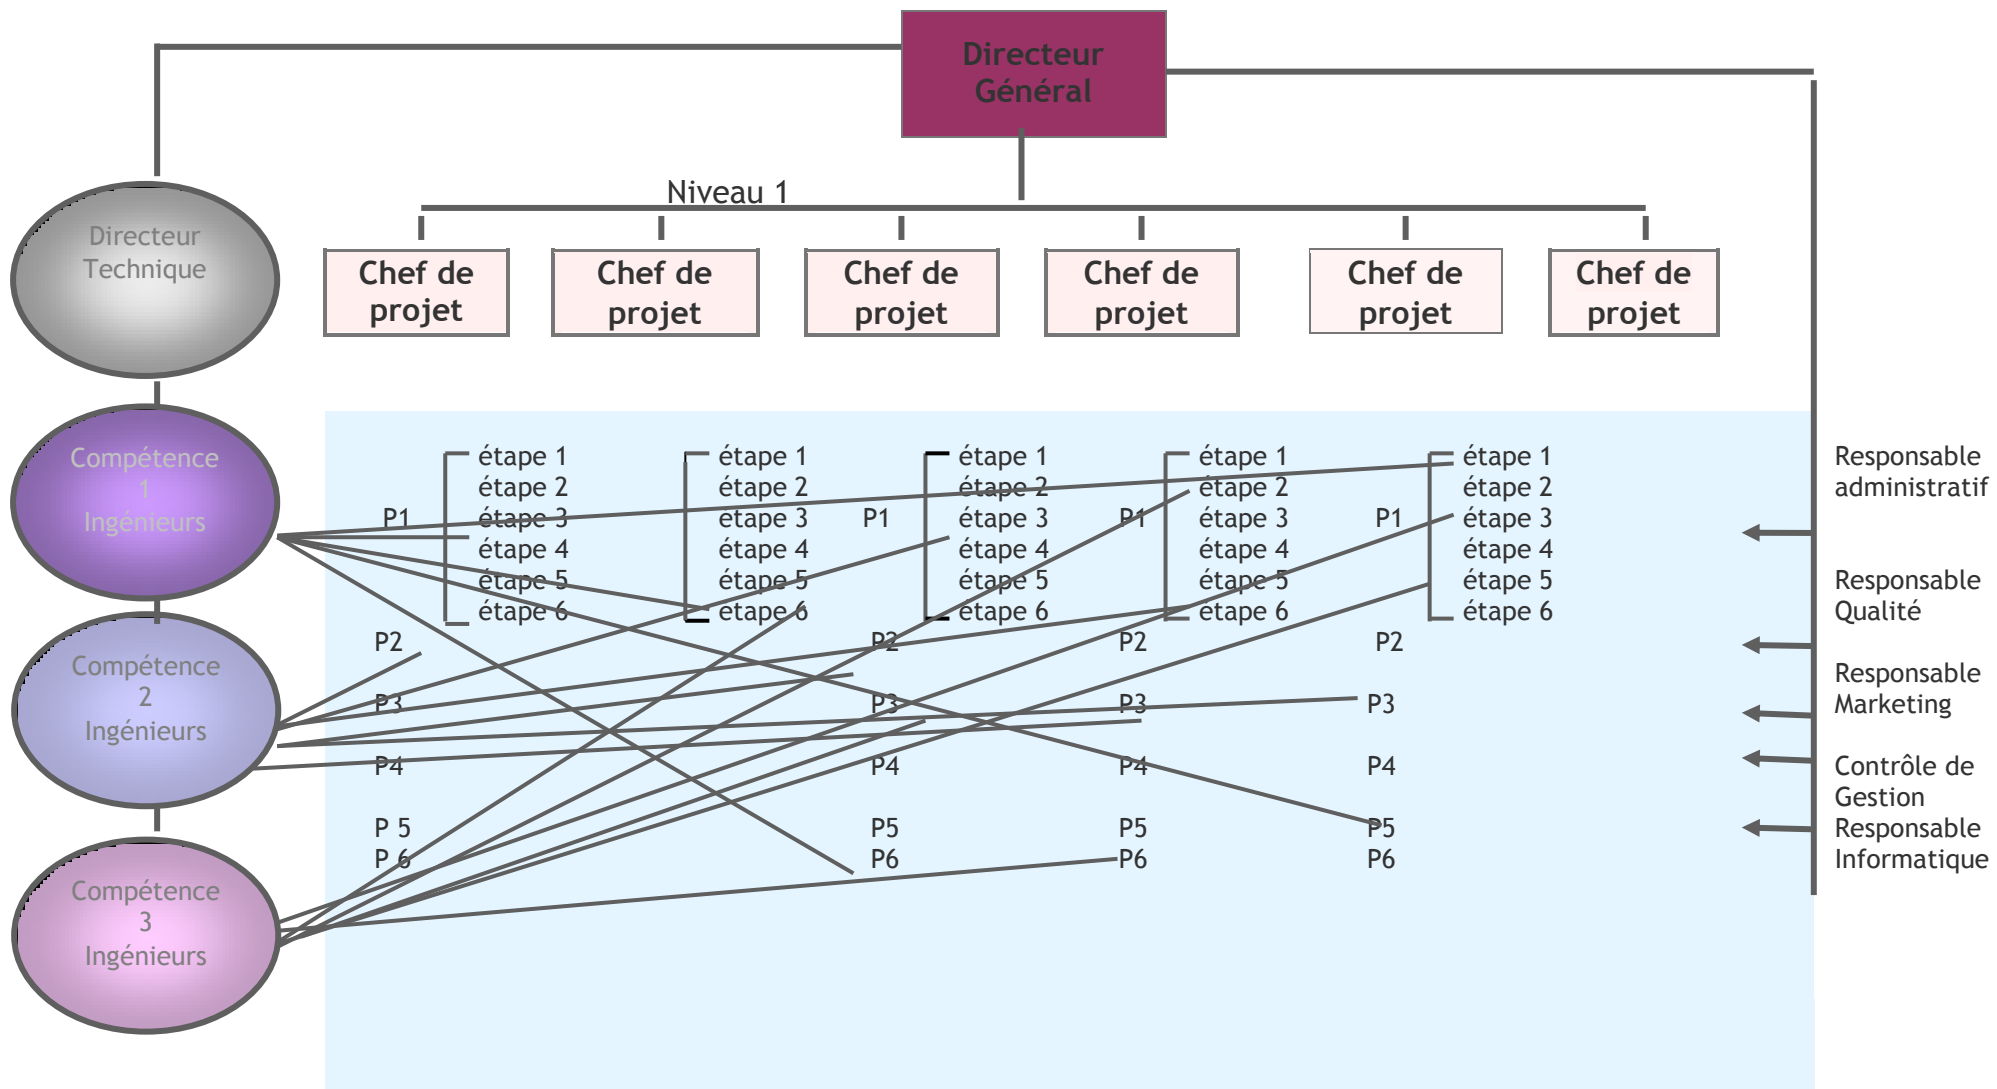 Directeur
Général
Niveau 1
Directeur
Technique
Chef de
projet
Chef de
projet
Chef de
projet
Chef de
projet
Chef de
projet
Chef de
projet
Compétence
1
Ingénieurs
Compétence
2
Ingénieurs
Compétence
3
Ingénieurs
étape 1 étape 1 étape 1 étape 1 étape 1
étape 2 étape 2 étape 2 étape 2 étape 2
P1 étape 3 étape 3 P1 étape 3 P1 étape 3 P1 étape 3
étape 4 étape 4 étape 4 étape 4 étape 4
étape 5 étape 5 étape 5 étape 5 étape 5
étape 6 étape 6 étape 6 étape 6 étape 6
P2 P2 P2 P2
P3 P3 P3 P3
P4 P4 P4 P4
P 5 P5 P5 P5
P 6 P6 P6 P6
Responsable
administratif
Responsable
Qualité
Responsable
Marketing
Contrôle de
Gestion
Responsable
Informatique